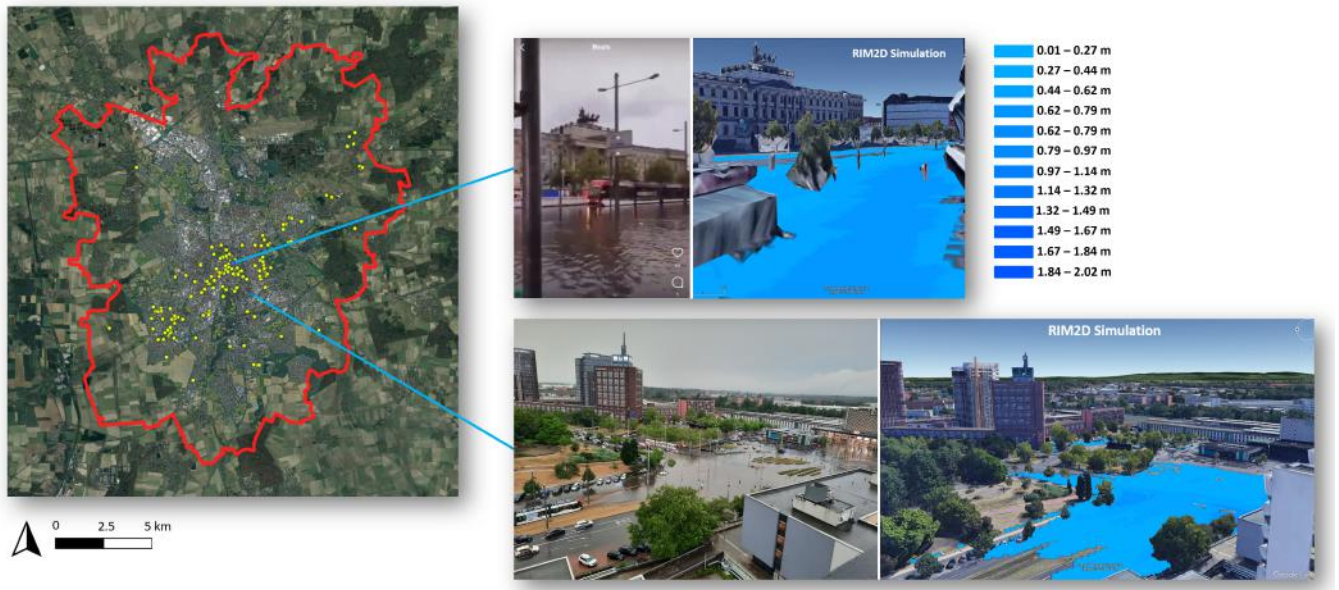 RIM2D Simulation
0.01 – 0.27 m
0.27 – 0.44 m
0.44 – 0.62 m
0.62 – 0.79 m
0.62 – 0.79 m
0.79 – 0.97 m
0.97 – 1.14 m
1.14 – 1.32 m
1.32 – 1.49 m
1.49 – 1.67 m
1.67 – 1.84 m
1.84 – 2.02 m
RIM2D Simulation
Google
0 2.5 5 km